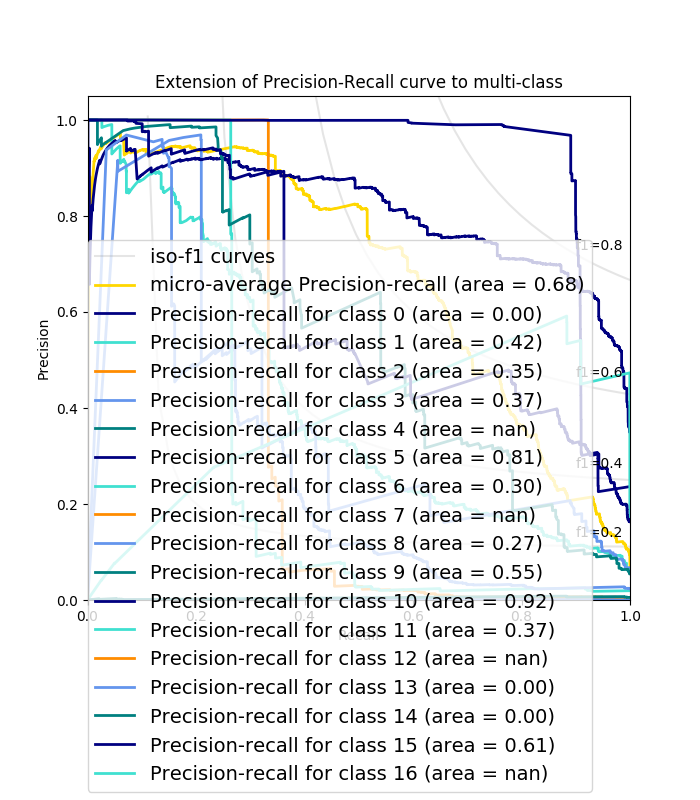 Extension of Precision-Recall curve to multi-class
1.0
0.8
0.6
0.4
0.2
0.0
Precision
f1=0.8
f1=0.6
f1=0.4
f1=0.2
iso-f1 curves
micro-average Precision-recall (area = 0.68)
Precision-recall for class 0 (area = 0.00)
Precision-recall for class 1 (area = 0.42)
Precision-recall for class 2 (area = 0.35)
Precision-recall for class 3 (area = 0.37)
Precision-recall for class 4 (area = nan)
Precision-recall for class 5 (area = 0.81)
Precision-recall for class 6 (area = 0.30)
Precision-recall for class 7 (area = nan)
Precision-recall for class 8 (area = 0.27)
Precision-recall for class 9 (area = 0.55)
Precision-recall for class 10 (area = 0.92)
Precision-recall for class 11 (area = 0.37)
Precision-recall for class 12 (area = nan)
Precision-recall for class 13 (area = 0.00)
Precision-recall for class 14 (area = 0.00)
Precision-recall for class 15 (area = 0.61)
Precision-recall for class 16 (area = nan)
0.0 0.2 0.4 0.6 0.8 1.0
Recall